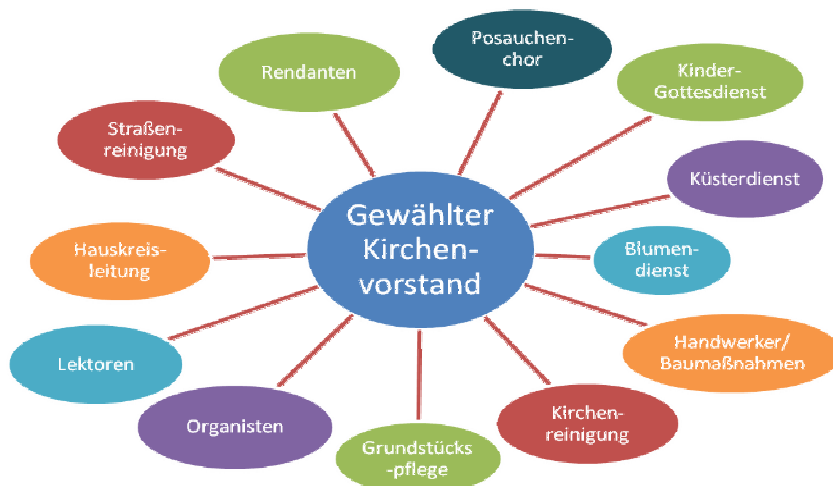 Posauchen-
chor
Rendanten
Kinder-
Gottesdienst
Straßen-
reinigung
Küsterdienst
Gewählter
Kirchen-
vorstand
Hauskreis-
leitung
Blumen-
dienst
Lektoren
Handwerker/
Baumaßnahmen
Organisten
Kirchen-
reinigung
Grundstücks
-pflege